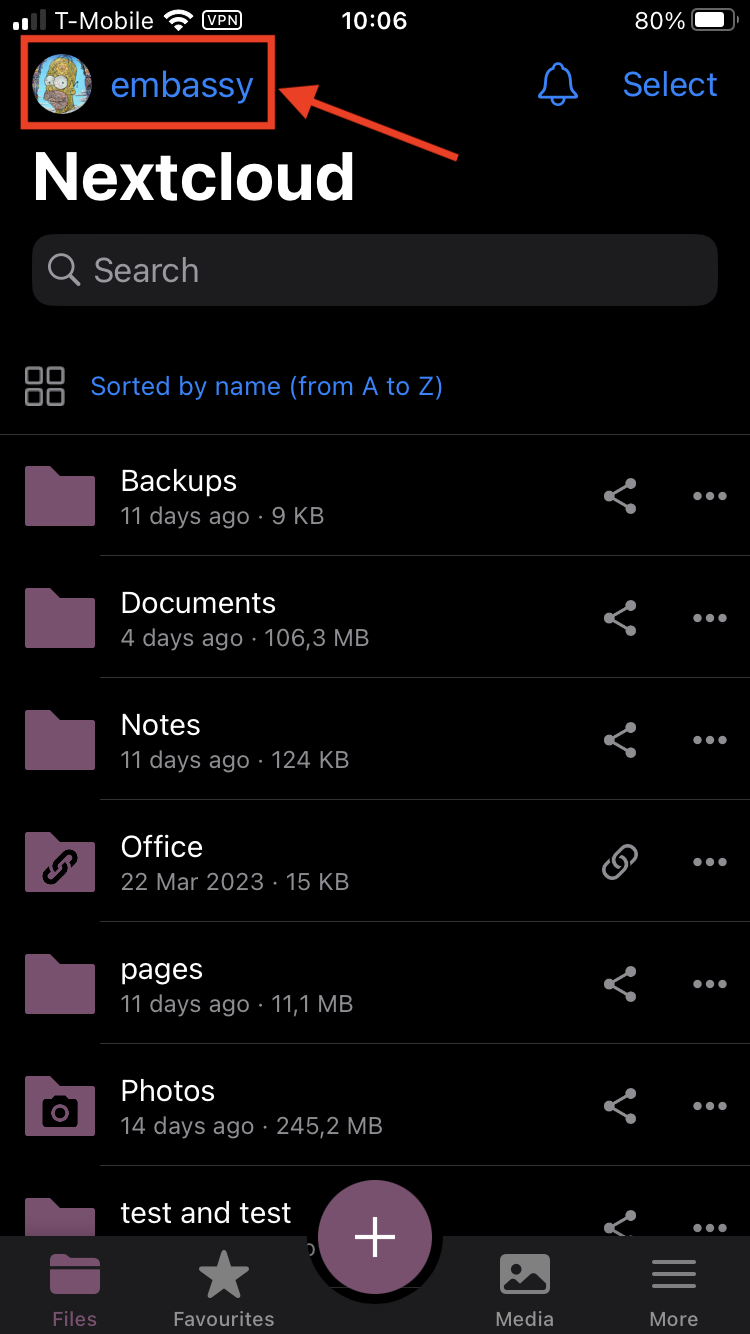 T-Mobile VPN 10:06 80%
embassy Select
Nextcloud
Search
Sorted by name (from A to Z)
Backups
11 days ago · 9 KB
Documents
4 days ago · 106,3 MB
Notes
11 days ago · 124 KB
Office
22 Mar 2023 · 15 KB
pages
11 days ago · 11,1 MB
Photos
14 days ago · 245,2 MB
test and test
Files Favourites Media More